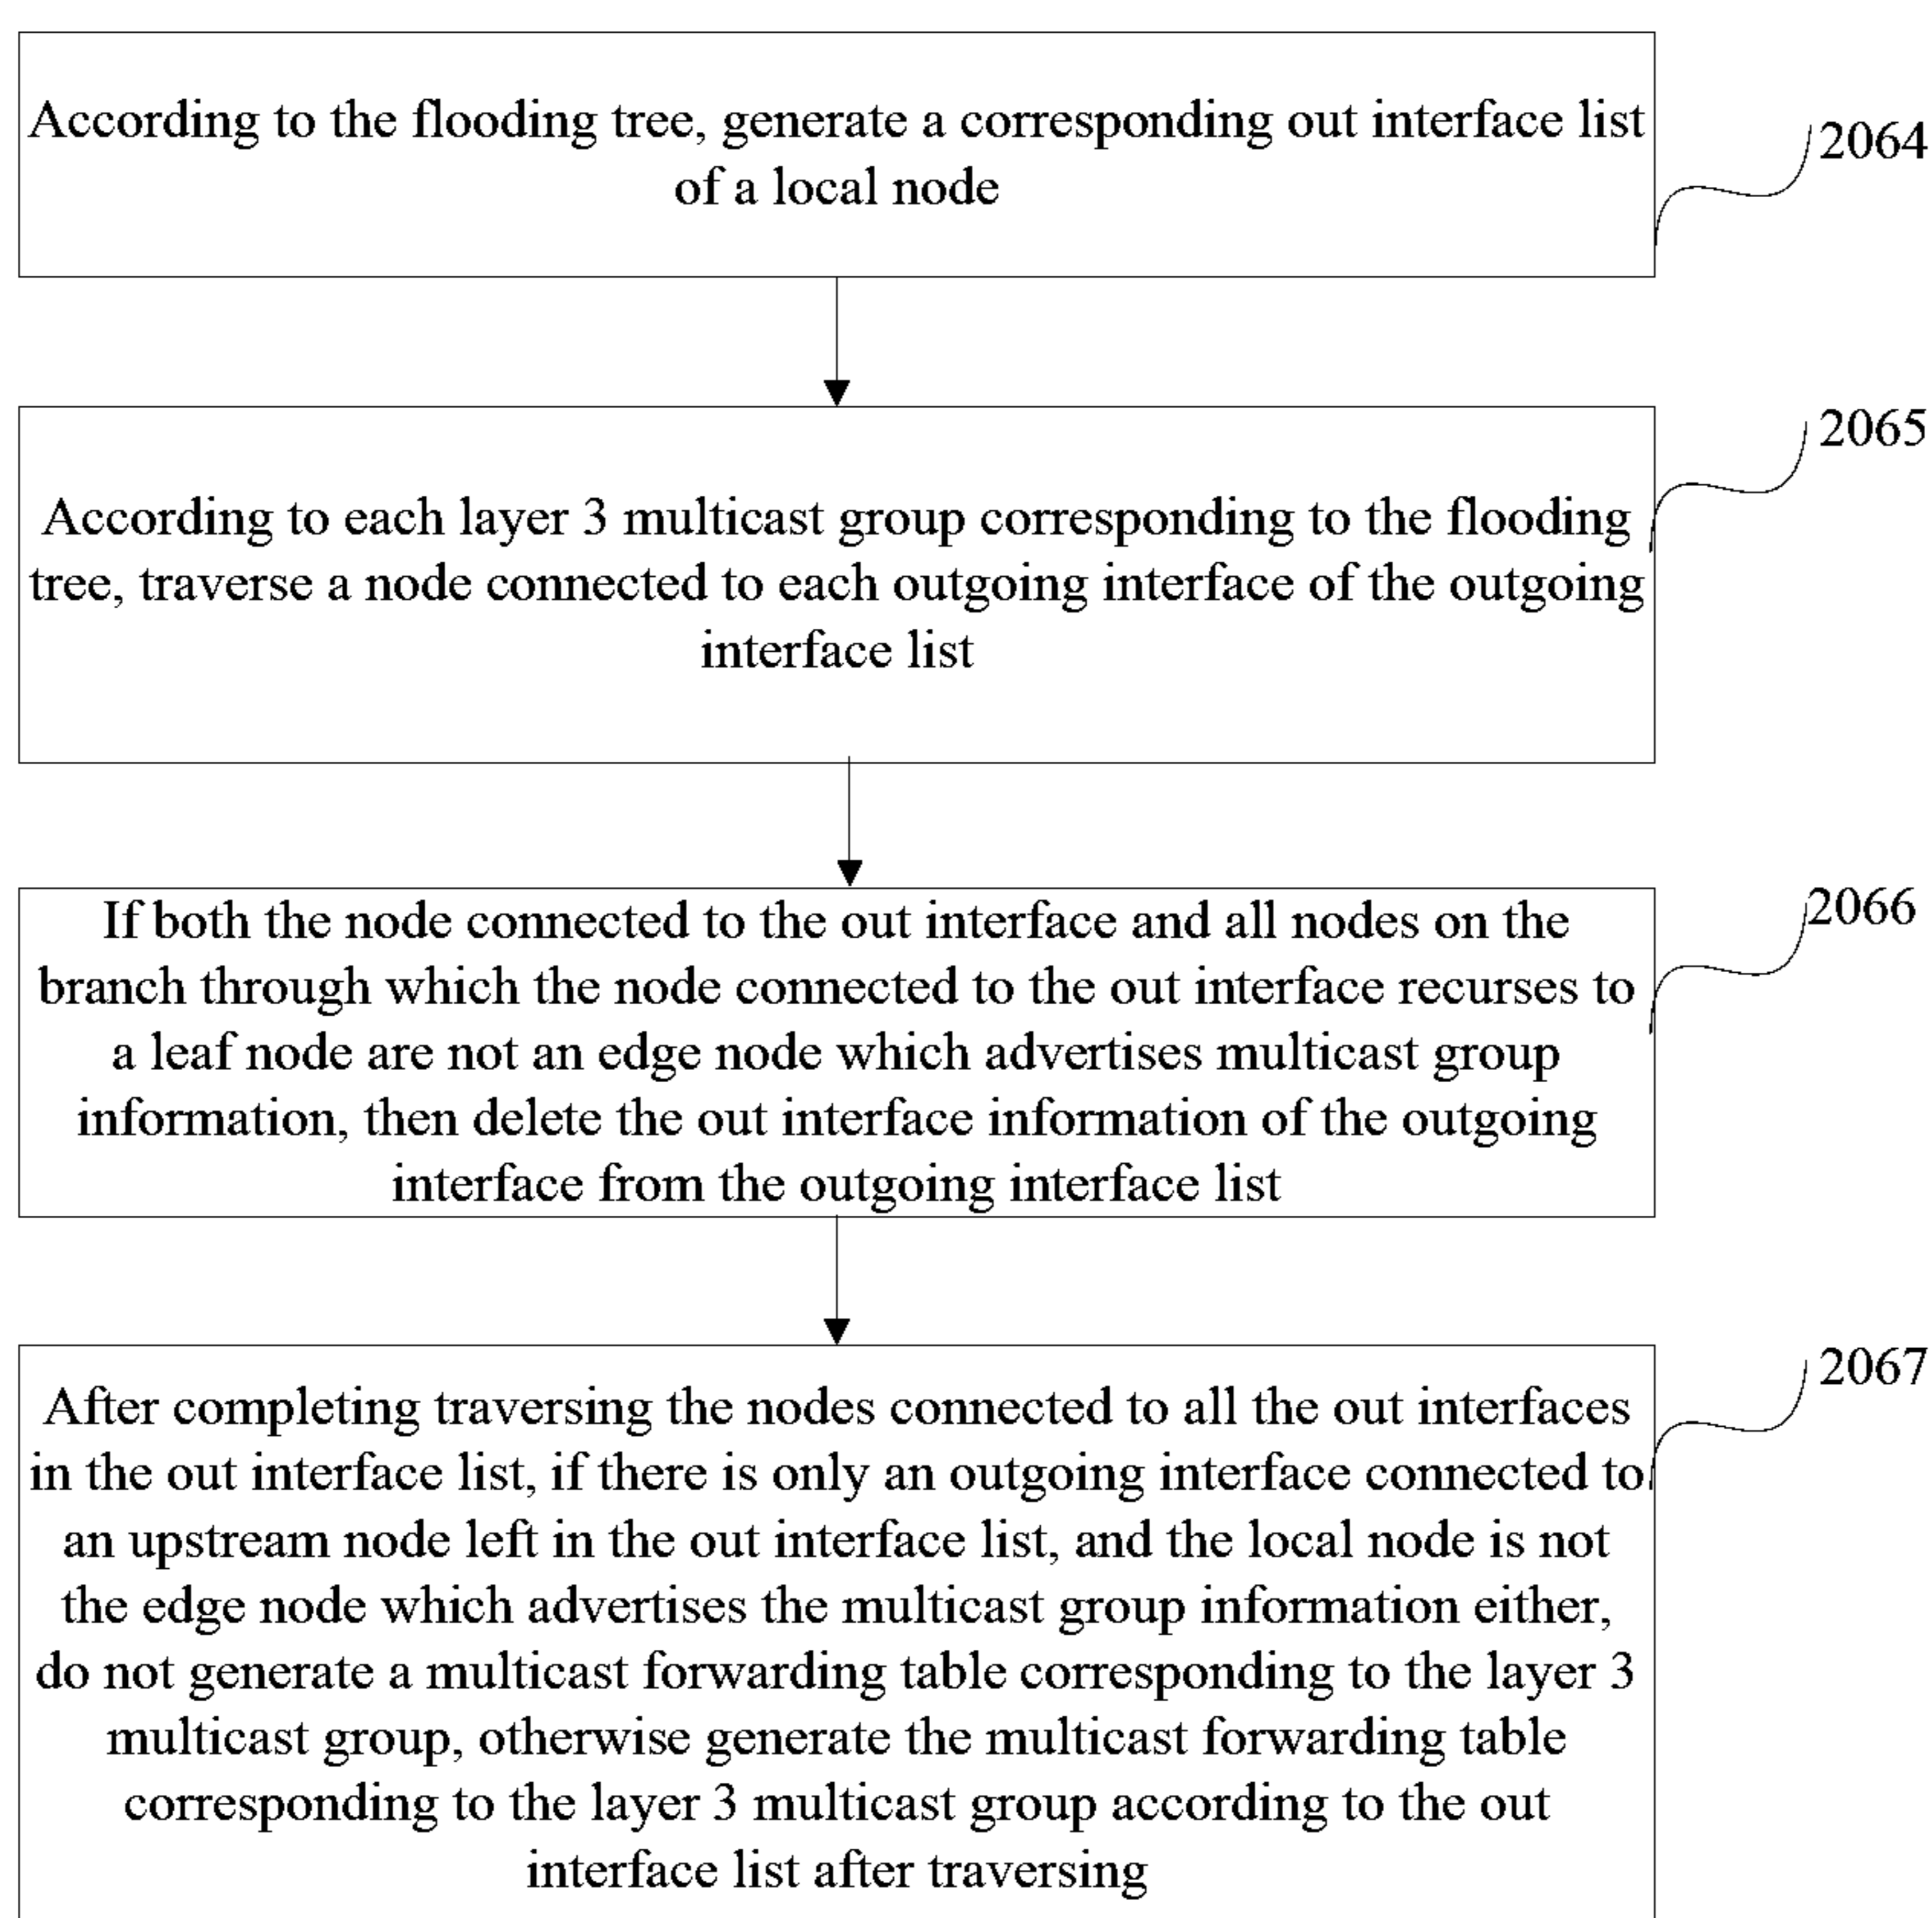 According to the flooding tree, generate a corresponding out interface list
of a local node
2064
2065
According to each layer 3 multicast group corresponding to the flooding
tree, traverse a node connected to each outgoing interface of the outgoing
interface list
2066
If both the node connected to the out interface and all nodes on the
branch through which the node connected to the out interface recurses to
a leaf node are not an edge node which advertises multicast group
information, then delete the out interface information of the outgoing
interface from the outgoing interface list
2067
After completing traversing the nodes connected to all the out interfaces
in the out interface list, if there is only an outgoing interface connected to
an upstream node left in the out interface list, and the local node is not
the edge node which advertises the multicast group information either,
do not generate a multicast forwarding table corresponding to the layer 3
multicast group, otherwise generate the multicast forwarding table
corresponding to the layer 3 multicast group according to the out
interface list after traversing